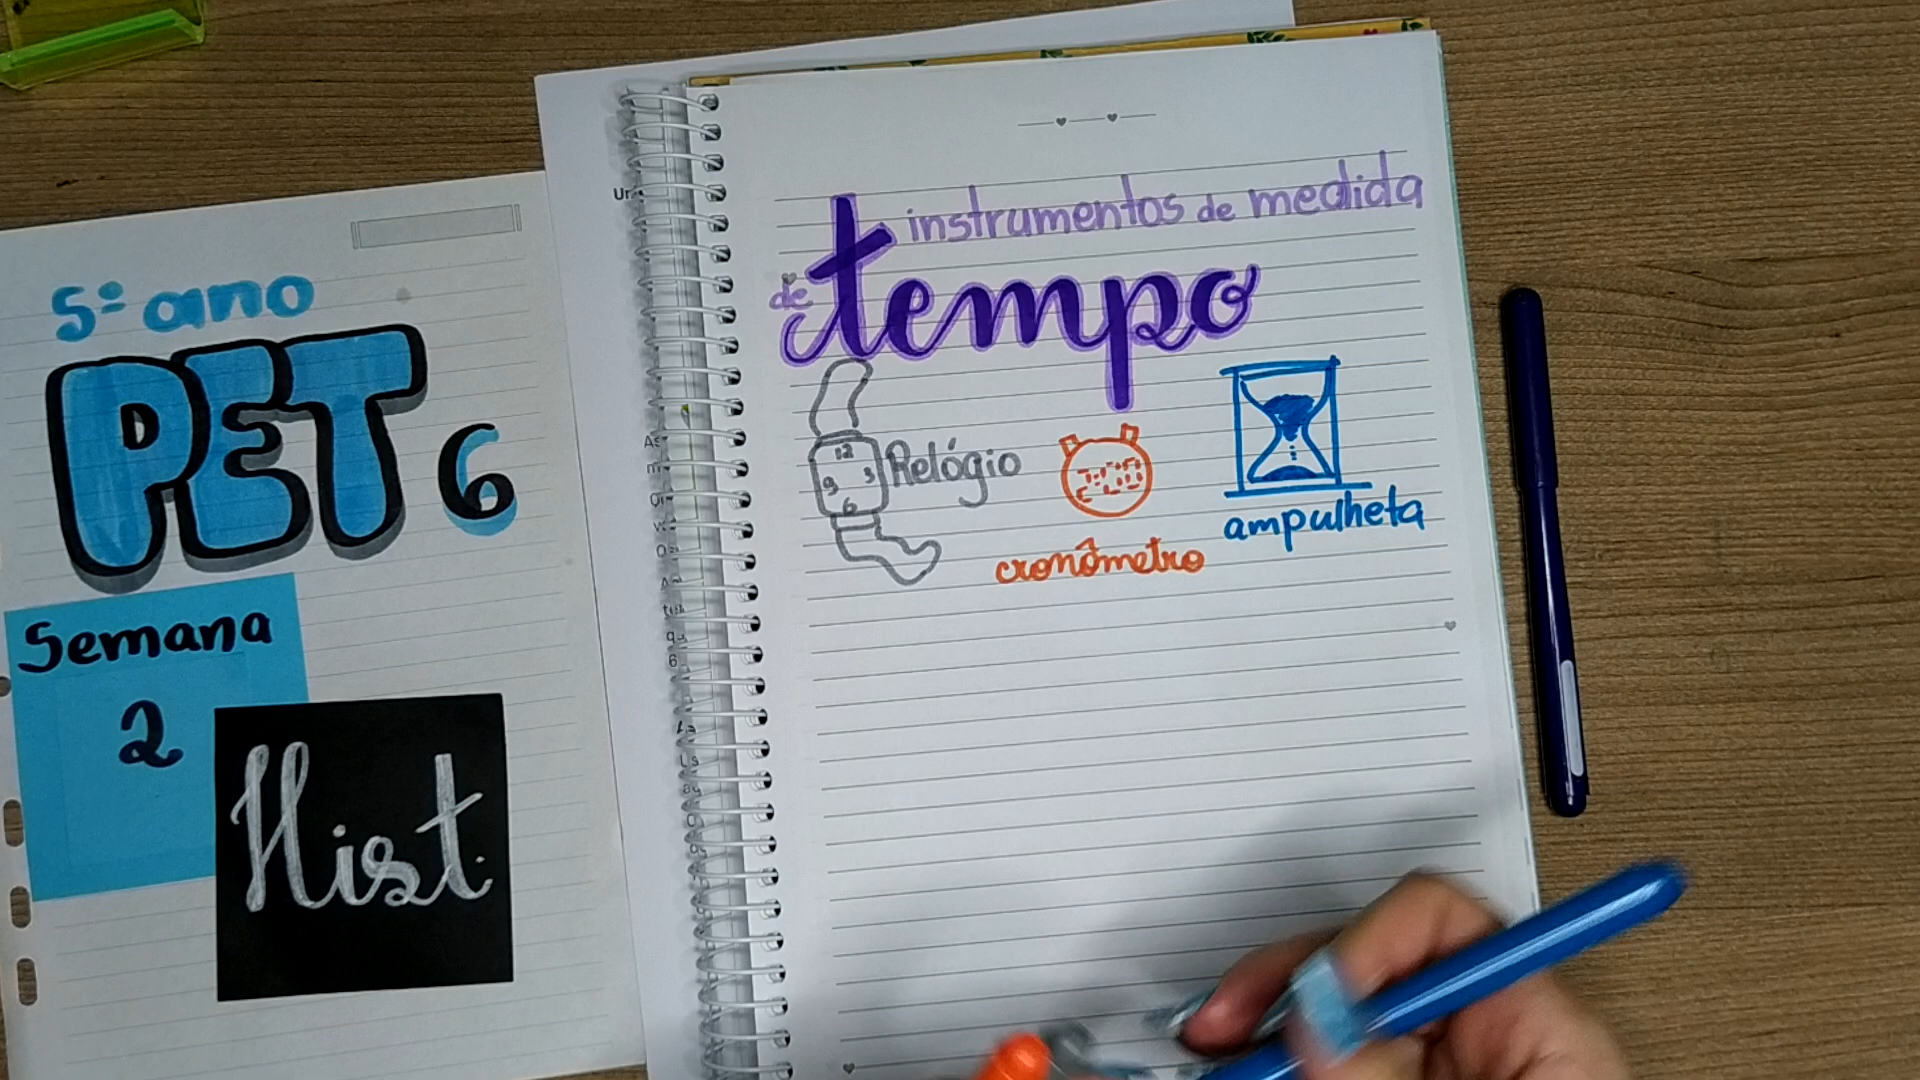 5º ano
PET 6
Semana
2
Hist.
instrumentos de medida
de tempo
12
9 3
6
Relógio
cronômetro
ampulheta